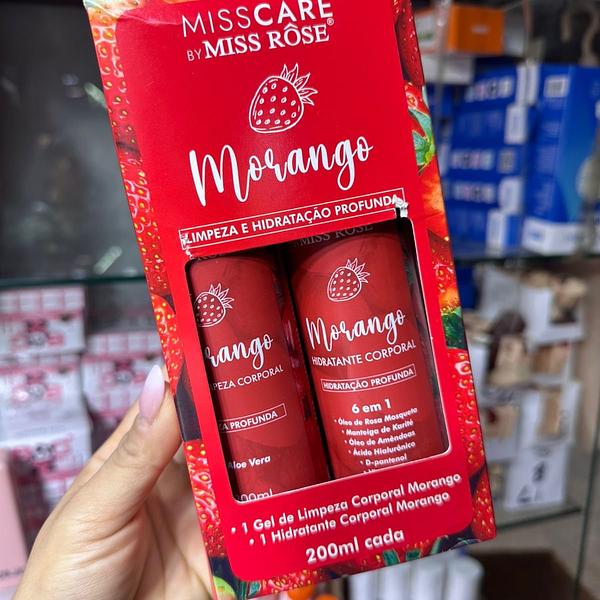 MISSCARE
BY MISS RÔSE®
Morango
LIMPEZA E HIDRATAÇÃO PROFUNDA
MISS RÔSE
Morango
HIDRATANTE CORPORAL
HIDRATAÇÃO PROFUNDA
6 em 1
• Óleo de Rosa Mosqueta
• Manteiga de Karité
• Óleo de Amêndoas
• Ácido Hialurônico
• D-pantenol
rango
PEZA CORPORAL
ZA PROFUNDA
Aloe Vera
00ml
• 1 Gel de Limpeza Corporal Morango
• 1 Hidratante Corporal Morango
200ml cada